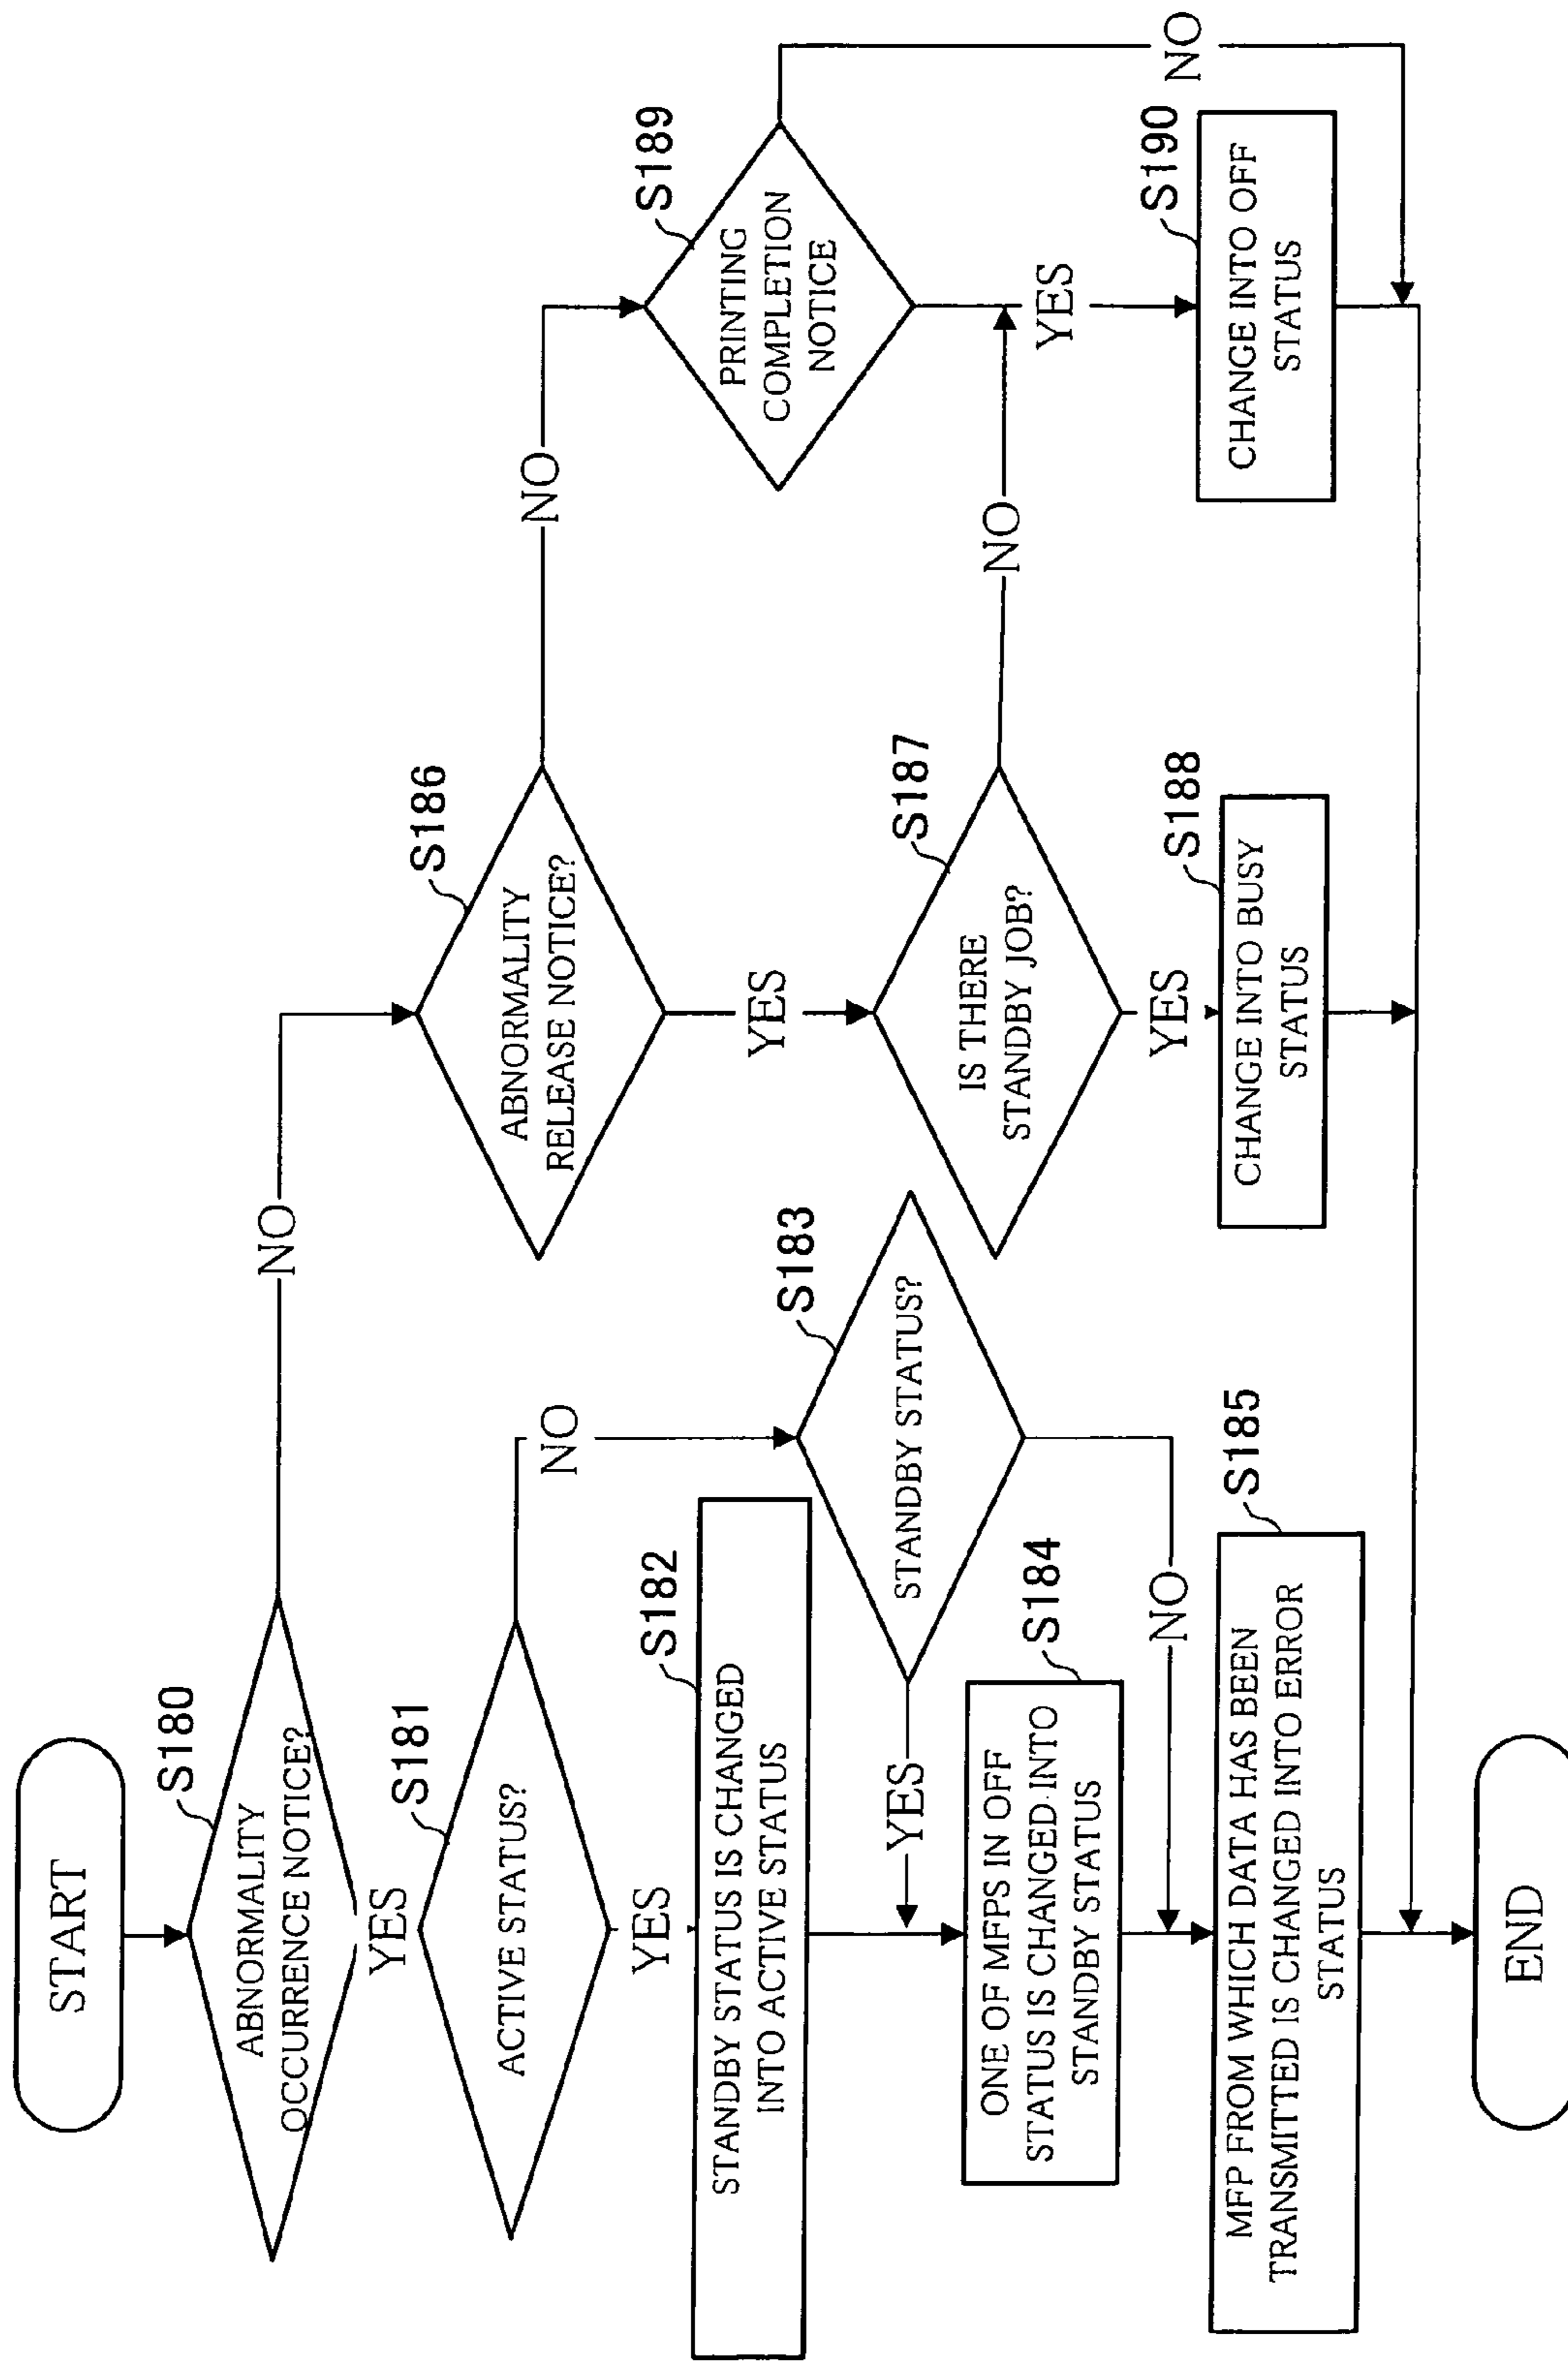 START
S180
ABNORMALITY
OCCURRENCE NOTICE?
NO
YES
S181
ACTIVE STATUS?
NO
YES
S182
STANDBY STATUS IS CHANGED
INTO ACTIVE STATUS
S183
STANDBY STATUS?
YES
NO
S184
ONE OF MFPS IN OFF
STATUS IS CHANGED INTO
STANDBY STATUS
S185
MFP FROM WHICH DATA HAS BEEN
TRANSMITTED IS CHANGED INTO ERROR
STATUS
END
S186
ABNORMALITY
RELEASE NOTICE?
NO
YES
S187
IS THERE
STANDBY JOB?
NO
YES
S188
CHANGE INTO BUSY
STATUS
S189
PRINTING
COMPLETION
NOTICE
NO
YES
S190
CHANGE INTO OFF
STATUS